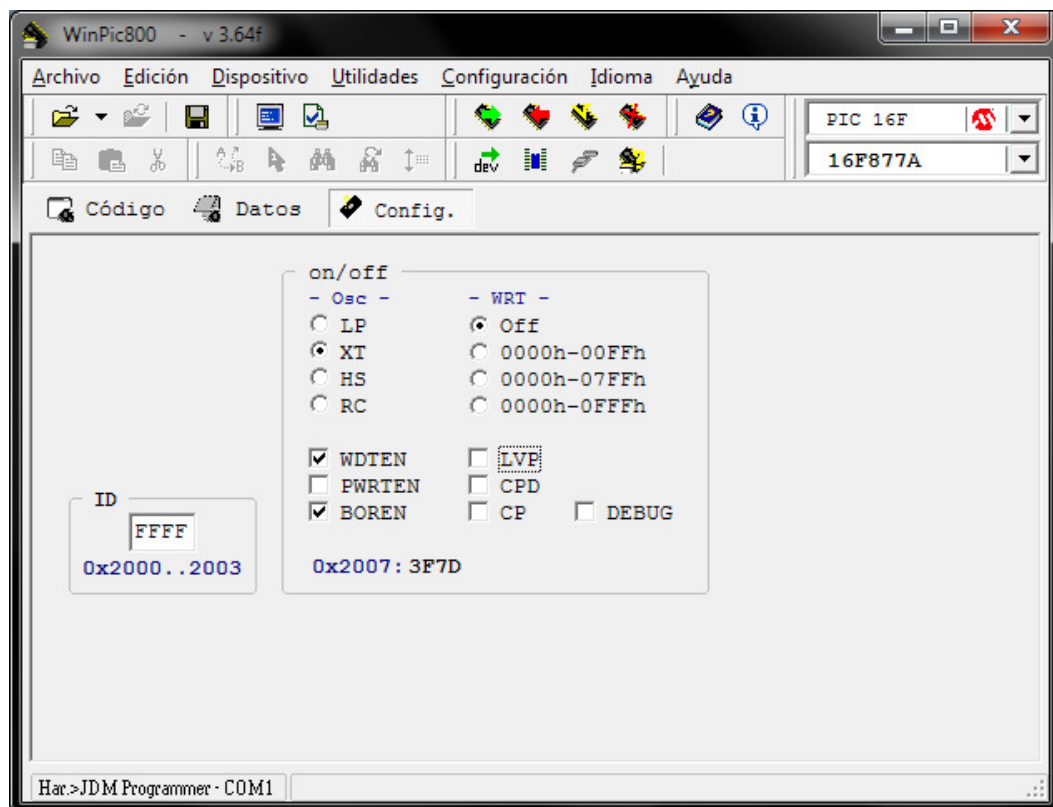 WinPic800 - v 3.64f
Archivo Edición Dispositivo Utilidades Configuración Idioma Ayuda
PIC 16F
dev
16F877A
Código Datos Config.
on/off
- Osc - - WRT -
LP Off
XT 0000h-00FFh
HS 0000h-07FFh
RC 0000h-0FFFh
WDTEN LVP
PWRTEN CPD
BOREN CP DEBUG
ID
FFFF
0x2000..2003
0x2007: 3F7D
Har.>JDM Programmer - COM1